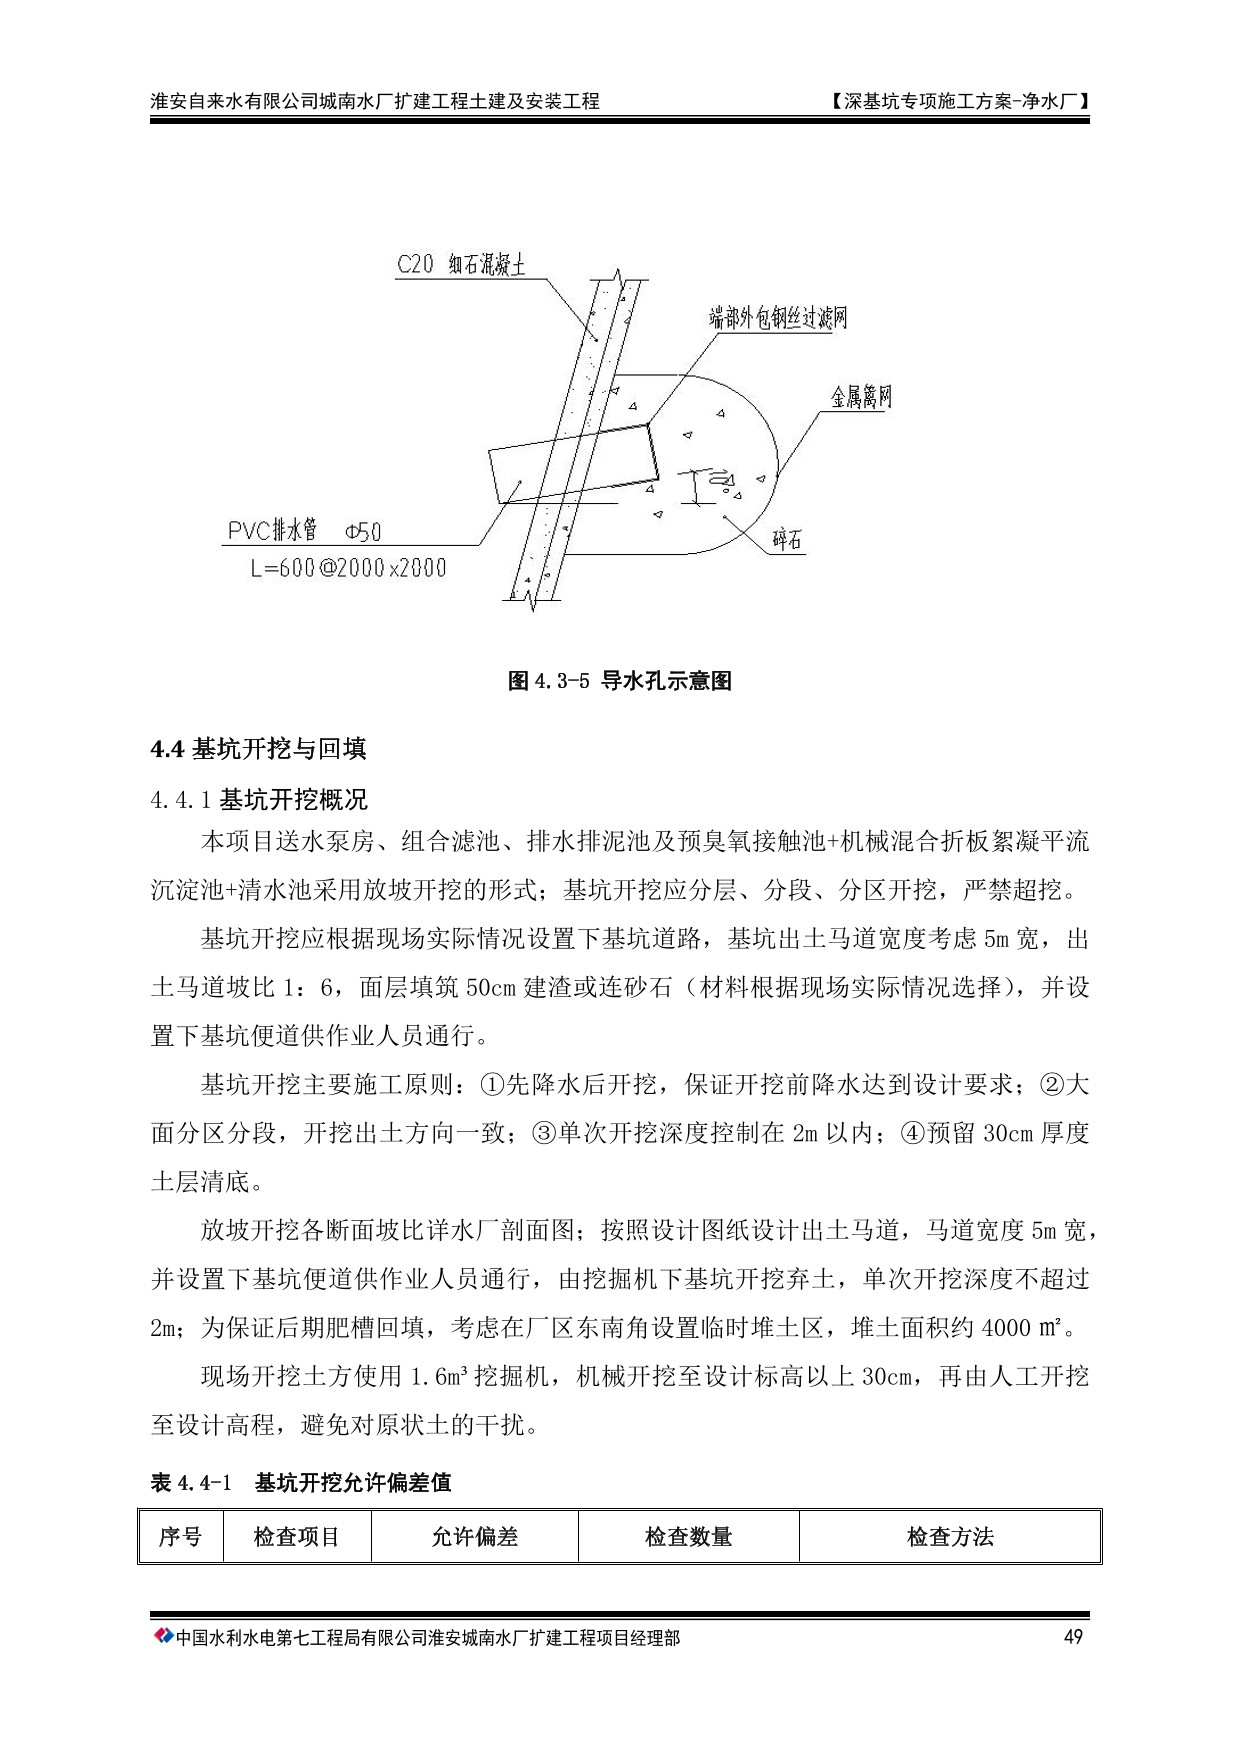 淮安自来水有限公司城南水厂扩建工程土建及安装工程 【深基坑专项施工方案-净水厂】
C20 细石混凝土
端部外包钢丝过滤网
金属篱网
PVC排水管 Φ50
L=600@2000x2000
碎石
图 4.3-5 导水孔示意图
4.4 基坑开挖与回填
4.4.1 基坑开挖概况
本项目送水泵房、组合滤池、排水排泥池及预臭氧接触池+机械混合折板絮凝平流
沉淀池+清水池采用放坡开挖的形式；基坑开挖应分层、分段、分区开挖，严禁超挖。
基坑开挖应根据现场实际情况设置下基坑道路，基坑出土马道宽度考虑 5m 宽，出
土马道坡比 1：6，面层填筑 50cm 建渣或连砂石（材料根据现场实际情况选择），并设
置下基坑便道供作业人员通行。
基坑开挖主要施工原则：①先降水后开挖，保证开挖前降水达到设计要求；②大
面分区分段，开挖出土方向一致；③单次开挖深度控制在 2m 以内；④预留 30cm 厚度
土层清底。
放坡开挖各断面坡比详水厂剖面图；按照设计图纸设计出土马道，马道宽度 5m 宽，
并设置下基坑便道供作业人员通行，由挖掘机下基坑开挖弃土，单次开挖深度不超过
2m；为保证后期肥槽回填，考虑在厂区东南角设置临时堆土区，堆土面积约 4000 ㎡。
现场开挖土方使用 1.6m³ 挖掘机，机械开挖至设计标高以上 30cm，再由人工开挖
至设计高程，避免对原状土的干扰。
表 4.4-1 基坑开挖允许偏差值
序号 检查项目 允许偏差 检查数量 检查方法
中国水利水电第七工程局有限公司淮安城南水厂扩建工程项目经理部 49